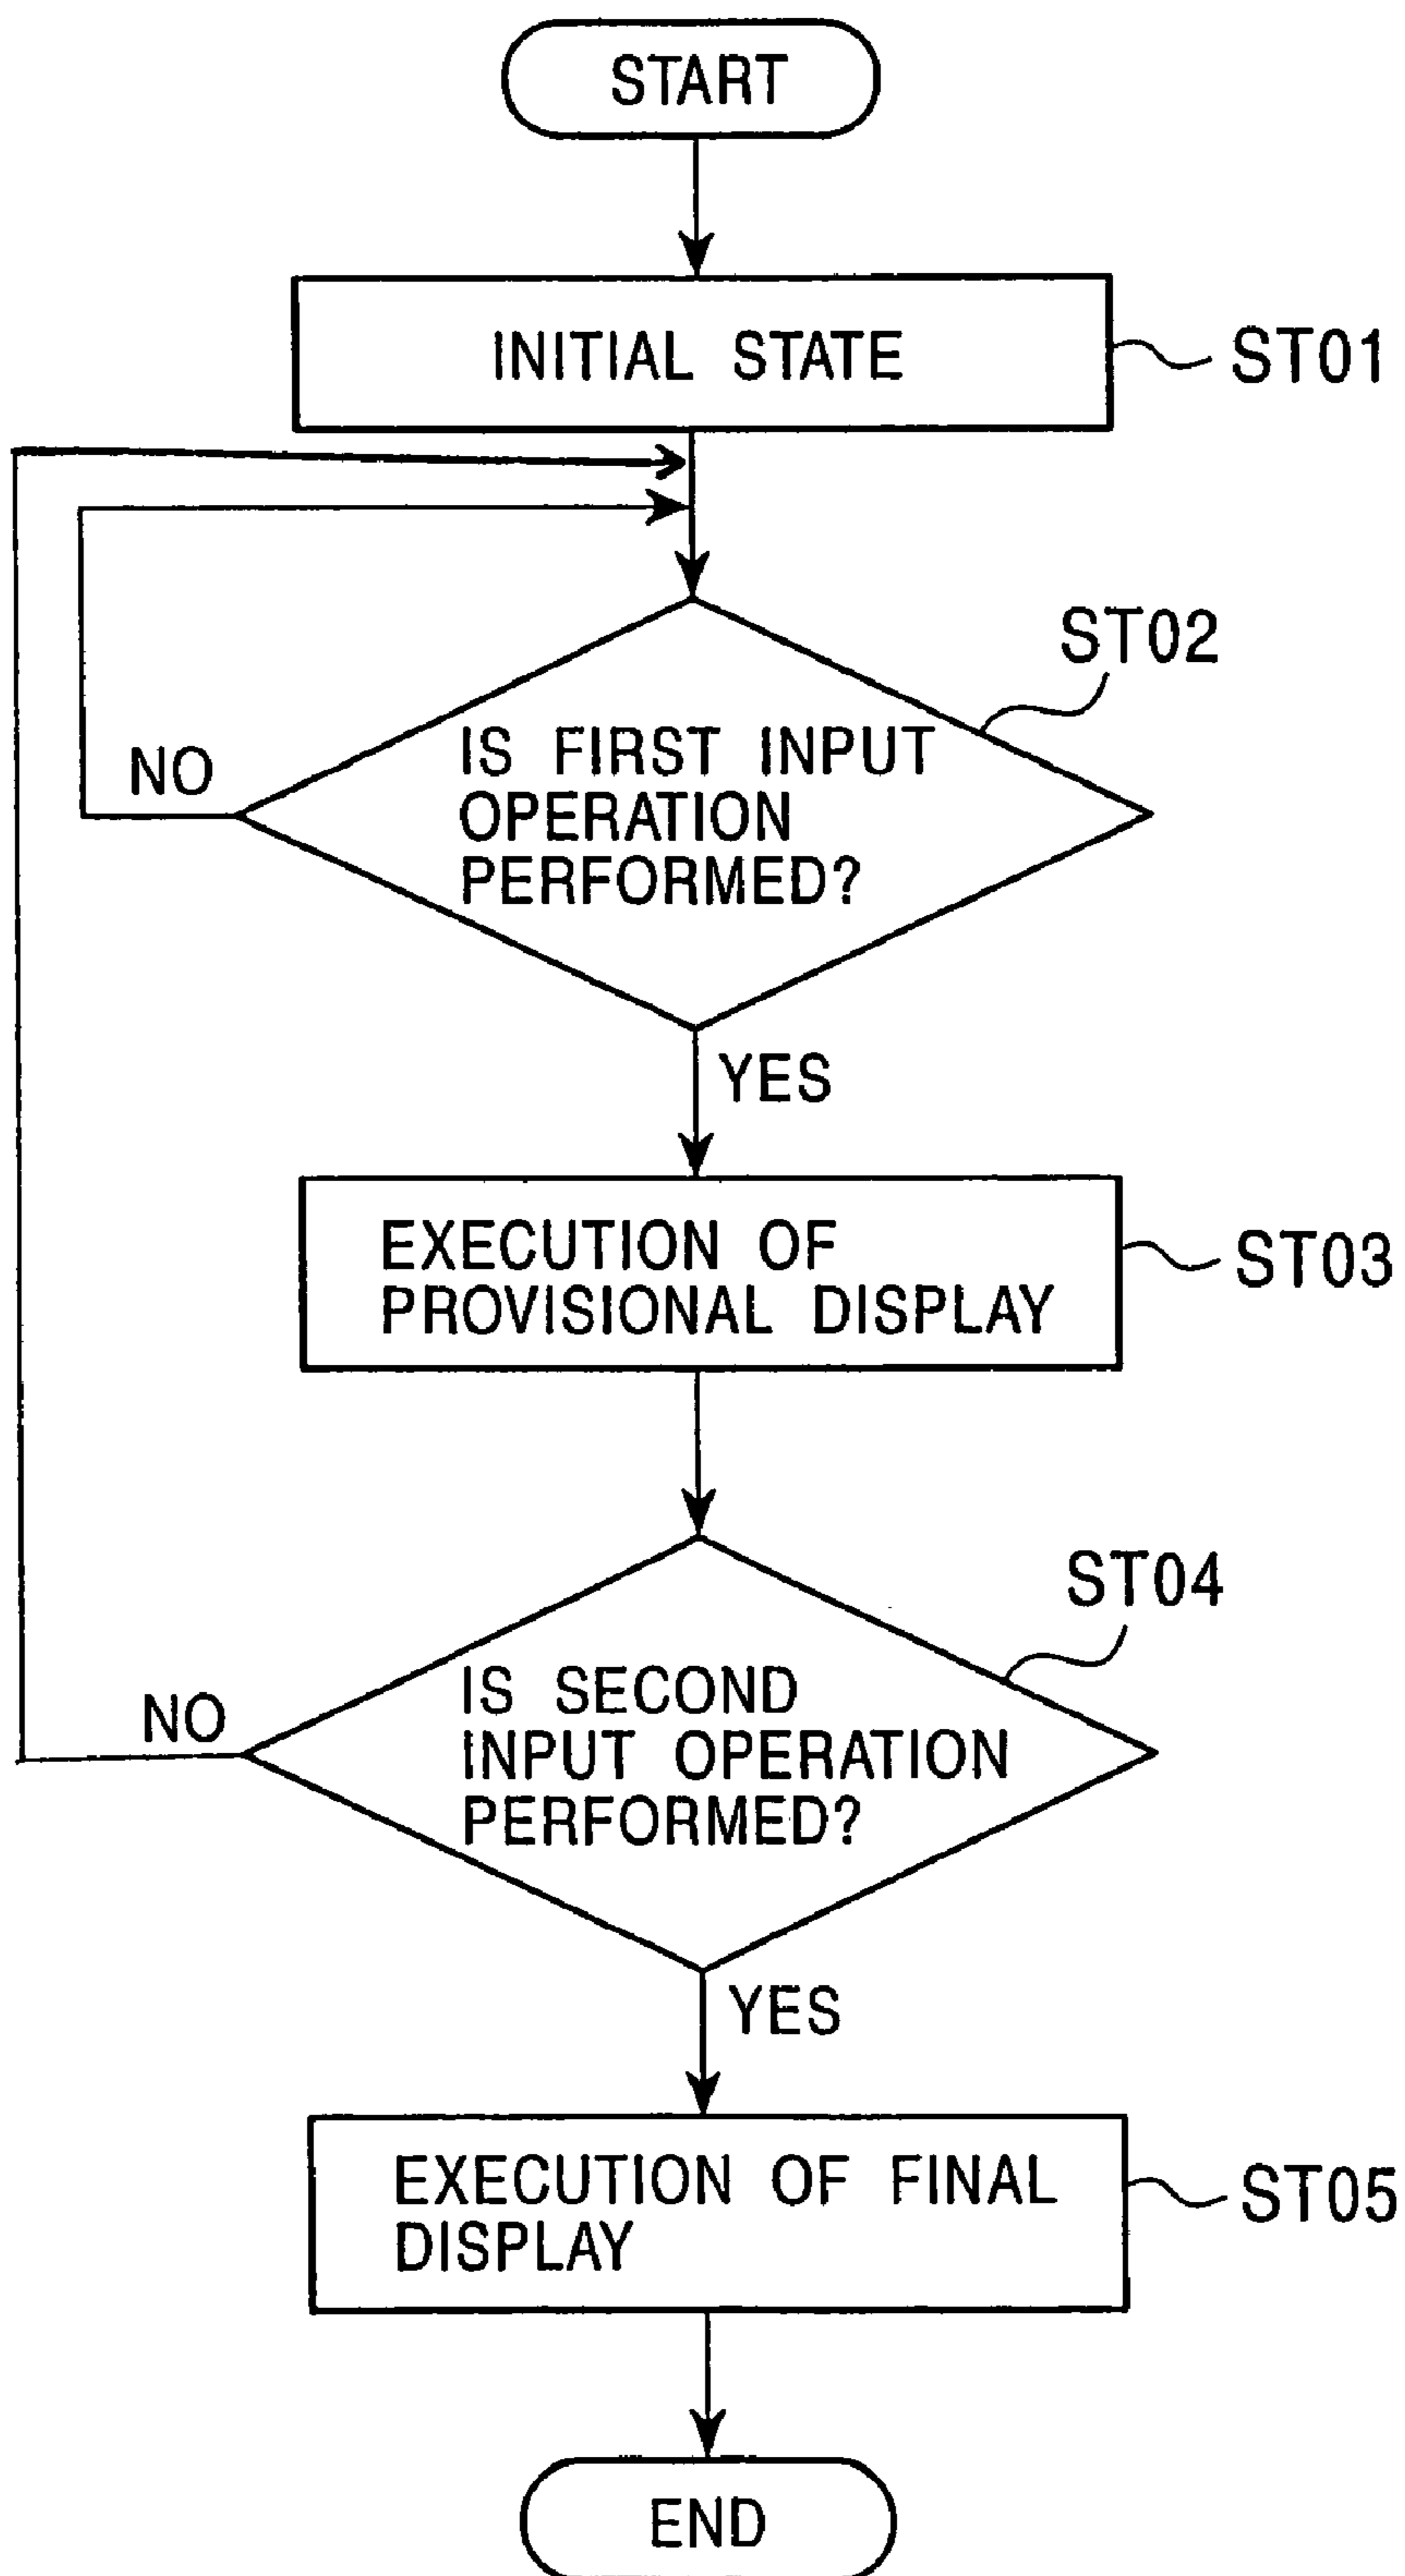 START
INITIAL STATE
ST01
ST02
IS FIRST INPUT
OPERATION
PERFORMED?
NO
YES
EXECUTION OF
PROVISIONAL DISPLAY
ST03
ST04
IS SECOND
INPUT OPERATION
PERFORMED?
NO
YES
EXECUTION OF FINAL
DISPLAY
ST05
END